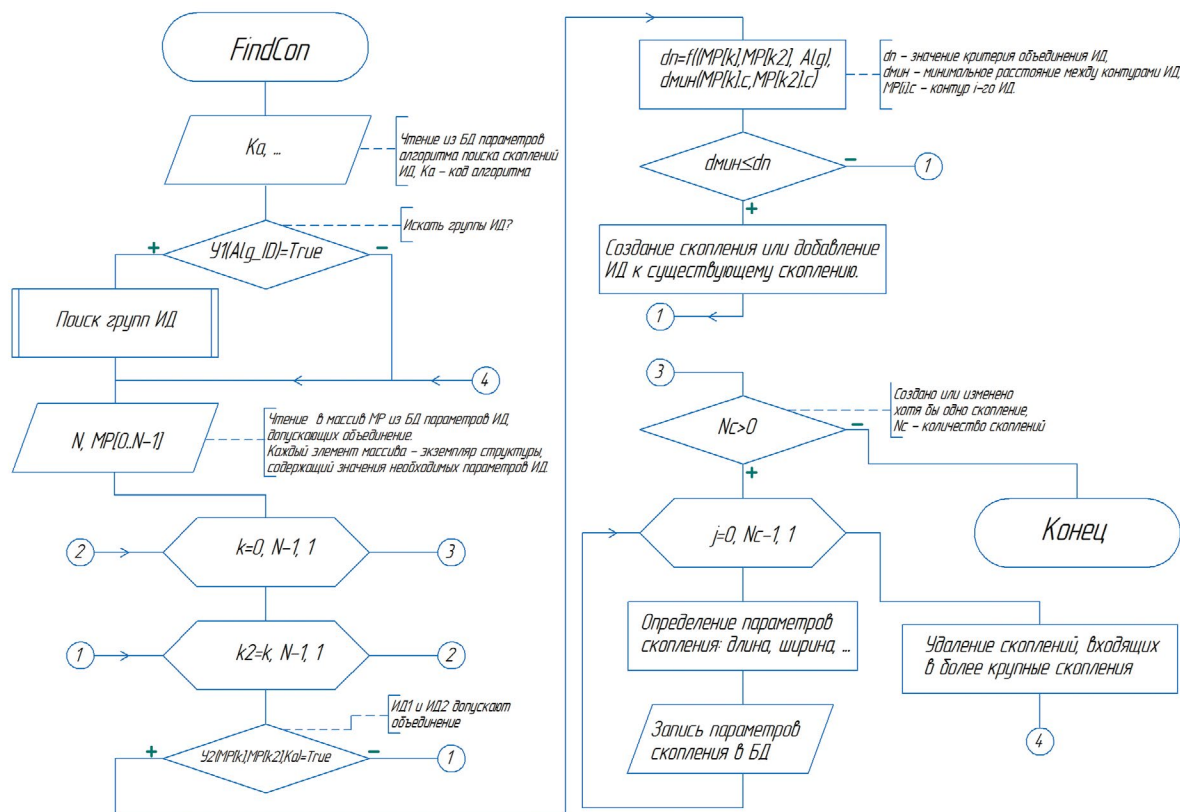 FindCon
Ka, ...
Чтение из БД параметров
алгоритма поиска скоплений
ИД, Ka – код алгоритма
Искать группы ИД?
+
У1(Alg_ID)=True
−
Поиск групп ИД
4
N, MP[0..N−1]
Чтение в массив MP из БД параметров ИД,
допускающих объединение.
Каждый элемент массива – экземпляр структуры,
содержащий значения необходимых параметров ИД.
2
k=0, N−1, 1
3
1
k2=k, N−1, 1
2
ИД1 и ИД2 допускают
объединение
+
У2(MP[k],MP[k2],Ka)=True
−
1
dn=f((MP[k],MP[k2], Alg),
dмин(MP[k].c,MP[k2].c)
dn – значение критерия объединения ИД,
dмин – минимальное расстояние между контурами ИД,
MP[i].c – контур i-го ИД.
dмин≤dn
−
1
+
Создание скопления или добавление
ИД к существующему скоплению.
1
3
Создано или изменено
хотя бы одно скопление,
Nc – количество скоплений
Nc>0
−
+
Конец
j=0, Nc−1, 1
Определение параметров
скопления: длина, ширина, ...
Удаление скоплений, входящих
в более крупные скопления
Запись параметров
скопления в БД
4